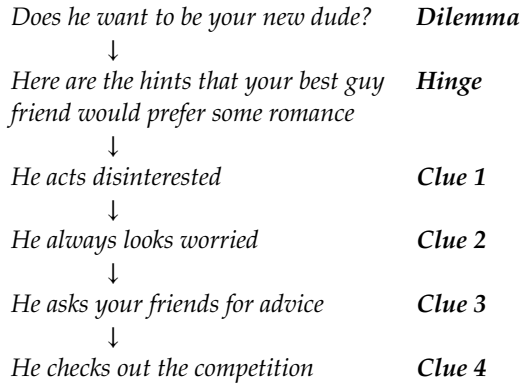 Does he want to be your new dude? Dilemma
↓
Here are the hints that your best guy Hinge
friend would prefer some romance
↓
He acts disinterested Clue 1
↓
He always looks worried Clue 2
↓
He asks your friends for advice Clue 3
↓
He checks out the competition Clue 4